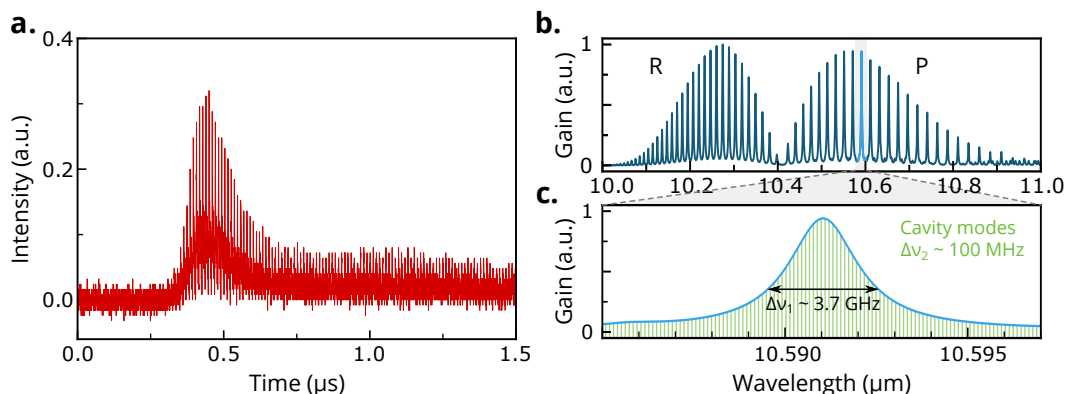 a.
0.4
0.2
0.0
Intensity (a.u.)
0.0
0.5
1.0
1.5
Time (μs)
b.
1
0
Gain (a.u.)
R
P
10.0
10.2
10.4
10.6
10.8
11.0
c.
1
0
Gain (a.u.)
Cavity modes
Δν₂ ~ 100 MHz
Δν₁ ~ 3.7 GHz
10.590
10.595
Wavelength (μm)